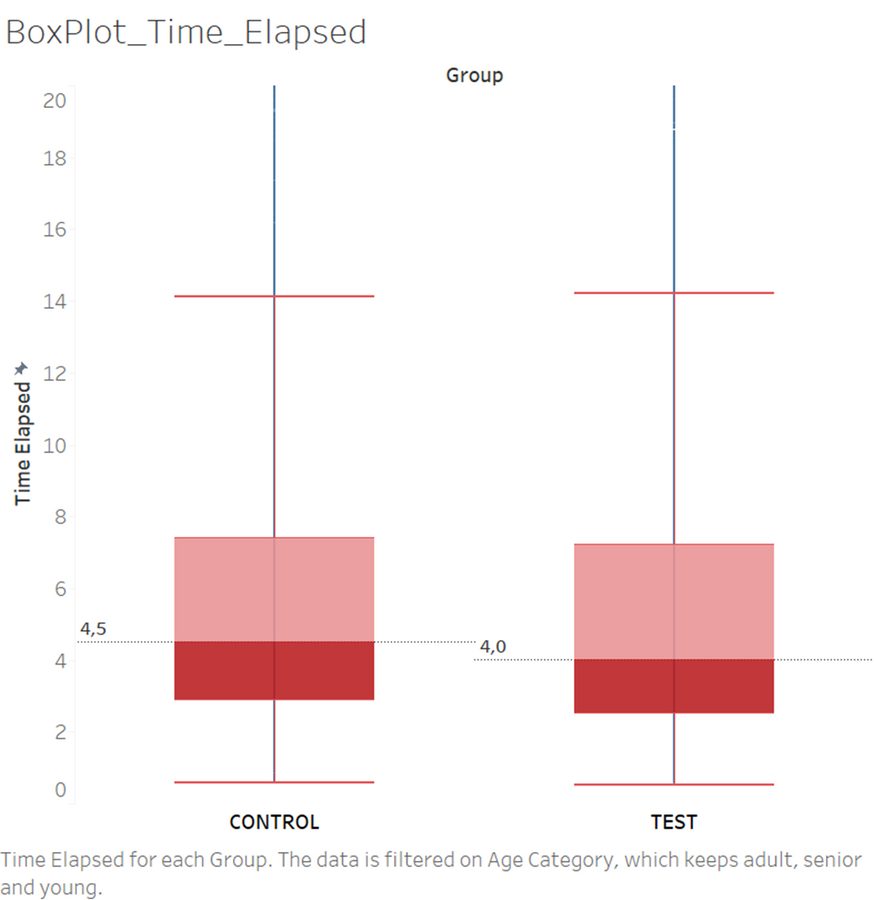 BoxPlot_Time_Elapsed
Group
20
18
16
14
12
10
8
6
4
2
0
Time Elapsed
4,5
4,0
CONTROL
TEST
Time Elapsed for each Group. The data is filtered on Age Category, which keeps adult, senior
and young.